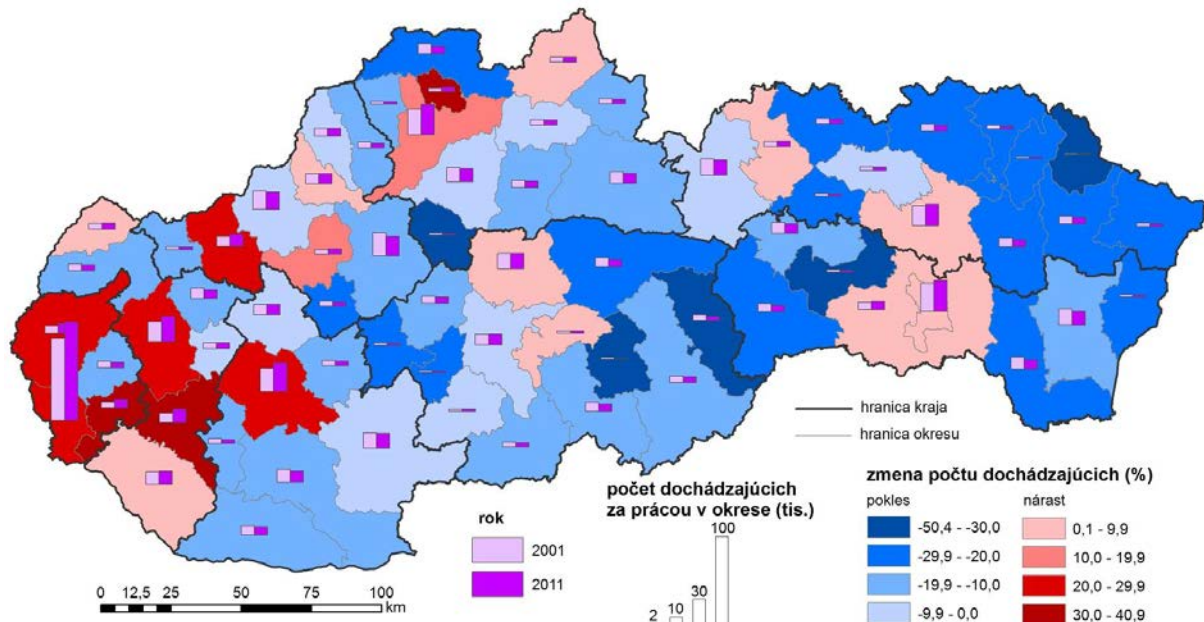 hranica kraja
hranica okresu
počet dochádzajúcich
za prácou v okrese (tis.)
100
30
10
2
rok
2001
2011
0 12,5 25 50 75 100
km
zmena počtu dochádzajúcich (%)
pokles
nárast
-50,4 - -30,0
0,1 - 9,9
-29,9 - -20,0
10,0 - 19,9
-19,9 - -10,0
20,0 - 29,9
-9,9 - 0,0
30,0 - 40,9